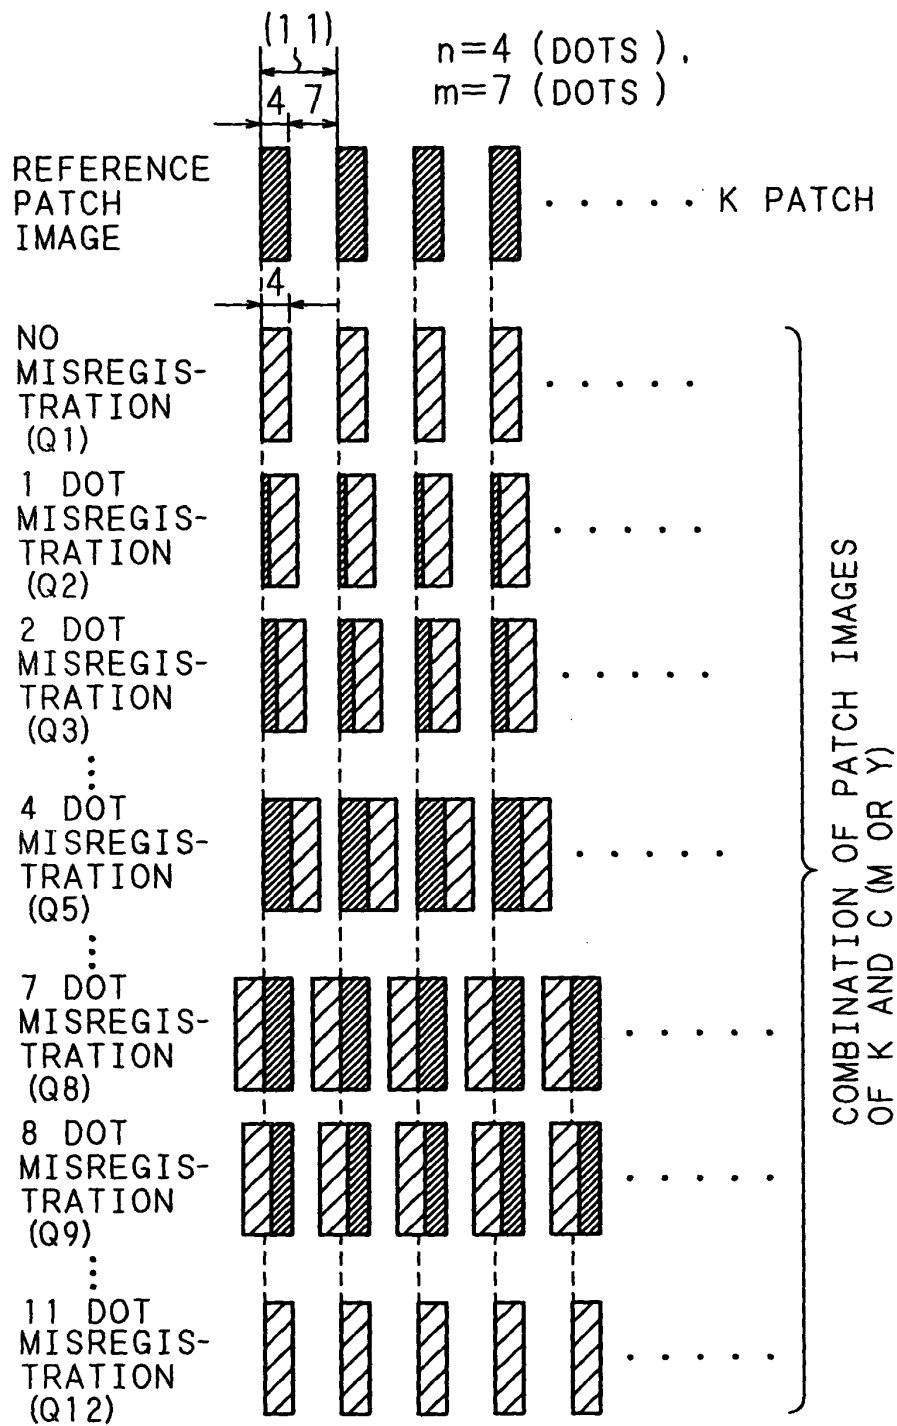 (11)
n=4 (DOTS).
m=7 (DOTS)
4 7
REFERENCE
PATCH
IMAGE
· · · · · K PATCH
4
NO
MISREGIS-
TRATION
(Q1)
1 DOT
MISREGIS-
TRATION
(Q2)
2 DOT
MISREGIS-
TRATION
(Q3)
4 DOT
MISREGIS-
TRATION
(Q5)
7 DOT
MISREGIS-
TRATION
(Q8)
8 DOT
MISREGIS-
TRATION
(Q9)
11 DOT
MISREGIS-
TRATION
(Q12)
COMBINATION OF PATCH IMAGES
OF K AND C (M OR Y)